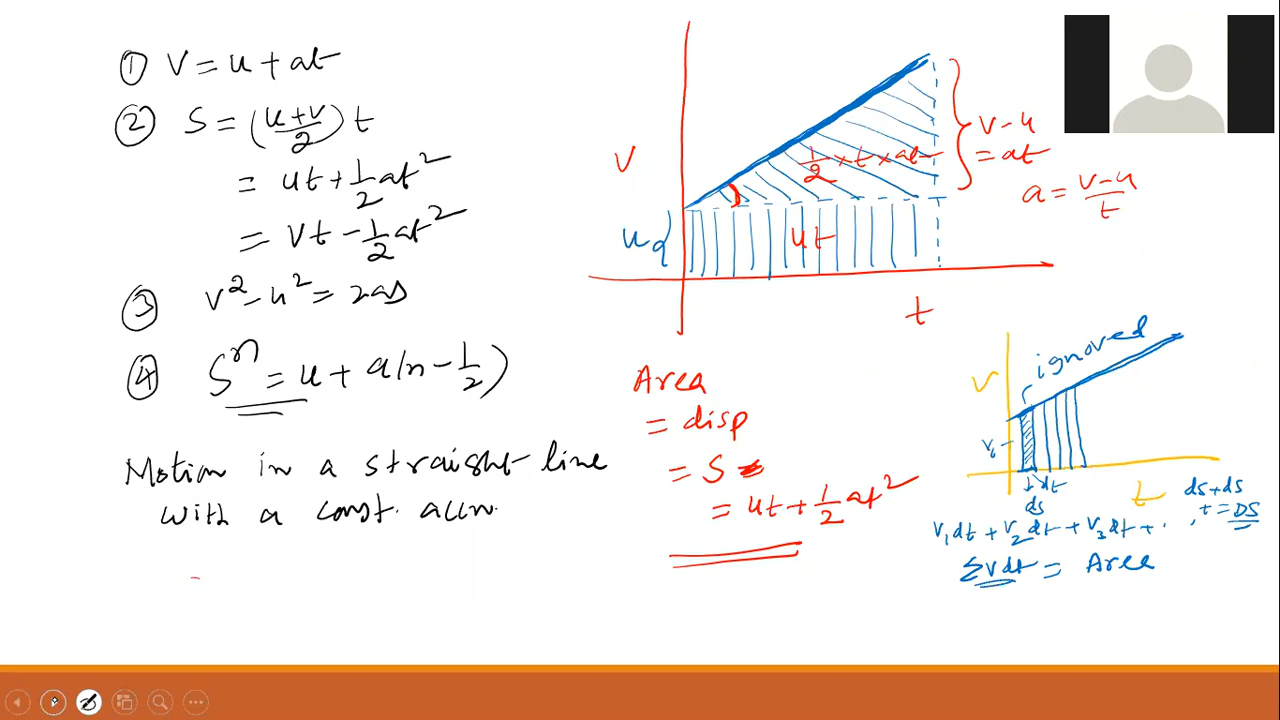 ① V = u + at
② S = (u+v/2) t
= ut + 1/2 at²
= vt - 1/2 at²
③ v² - u² = 2as
④ Sⁿ = u + a(n - 1/2)
Motion in a straight line
with a const. accn.
V
u
1/2 × t × at
ut
v-u
= at
a = v-u/t
t
Area
= disp
= S
= ut + 1/2 at²
ignored
V
v₁
dt
ds
t
ds+ds
+ = DS
v₁dt + v₂dt + v₃dt + . ,
Σvdt = Area